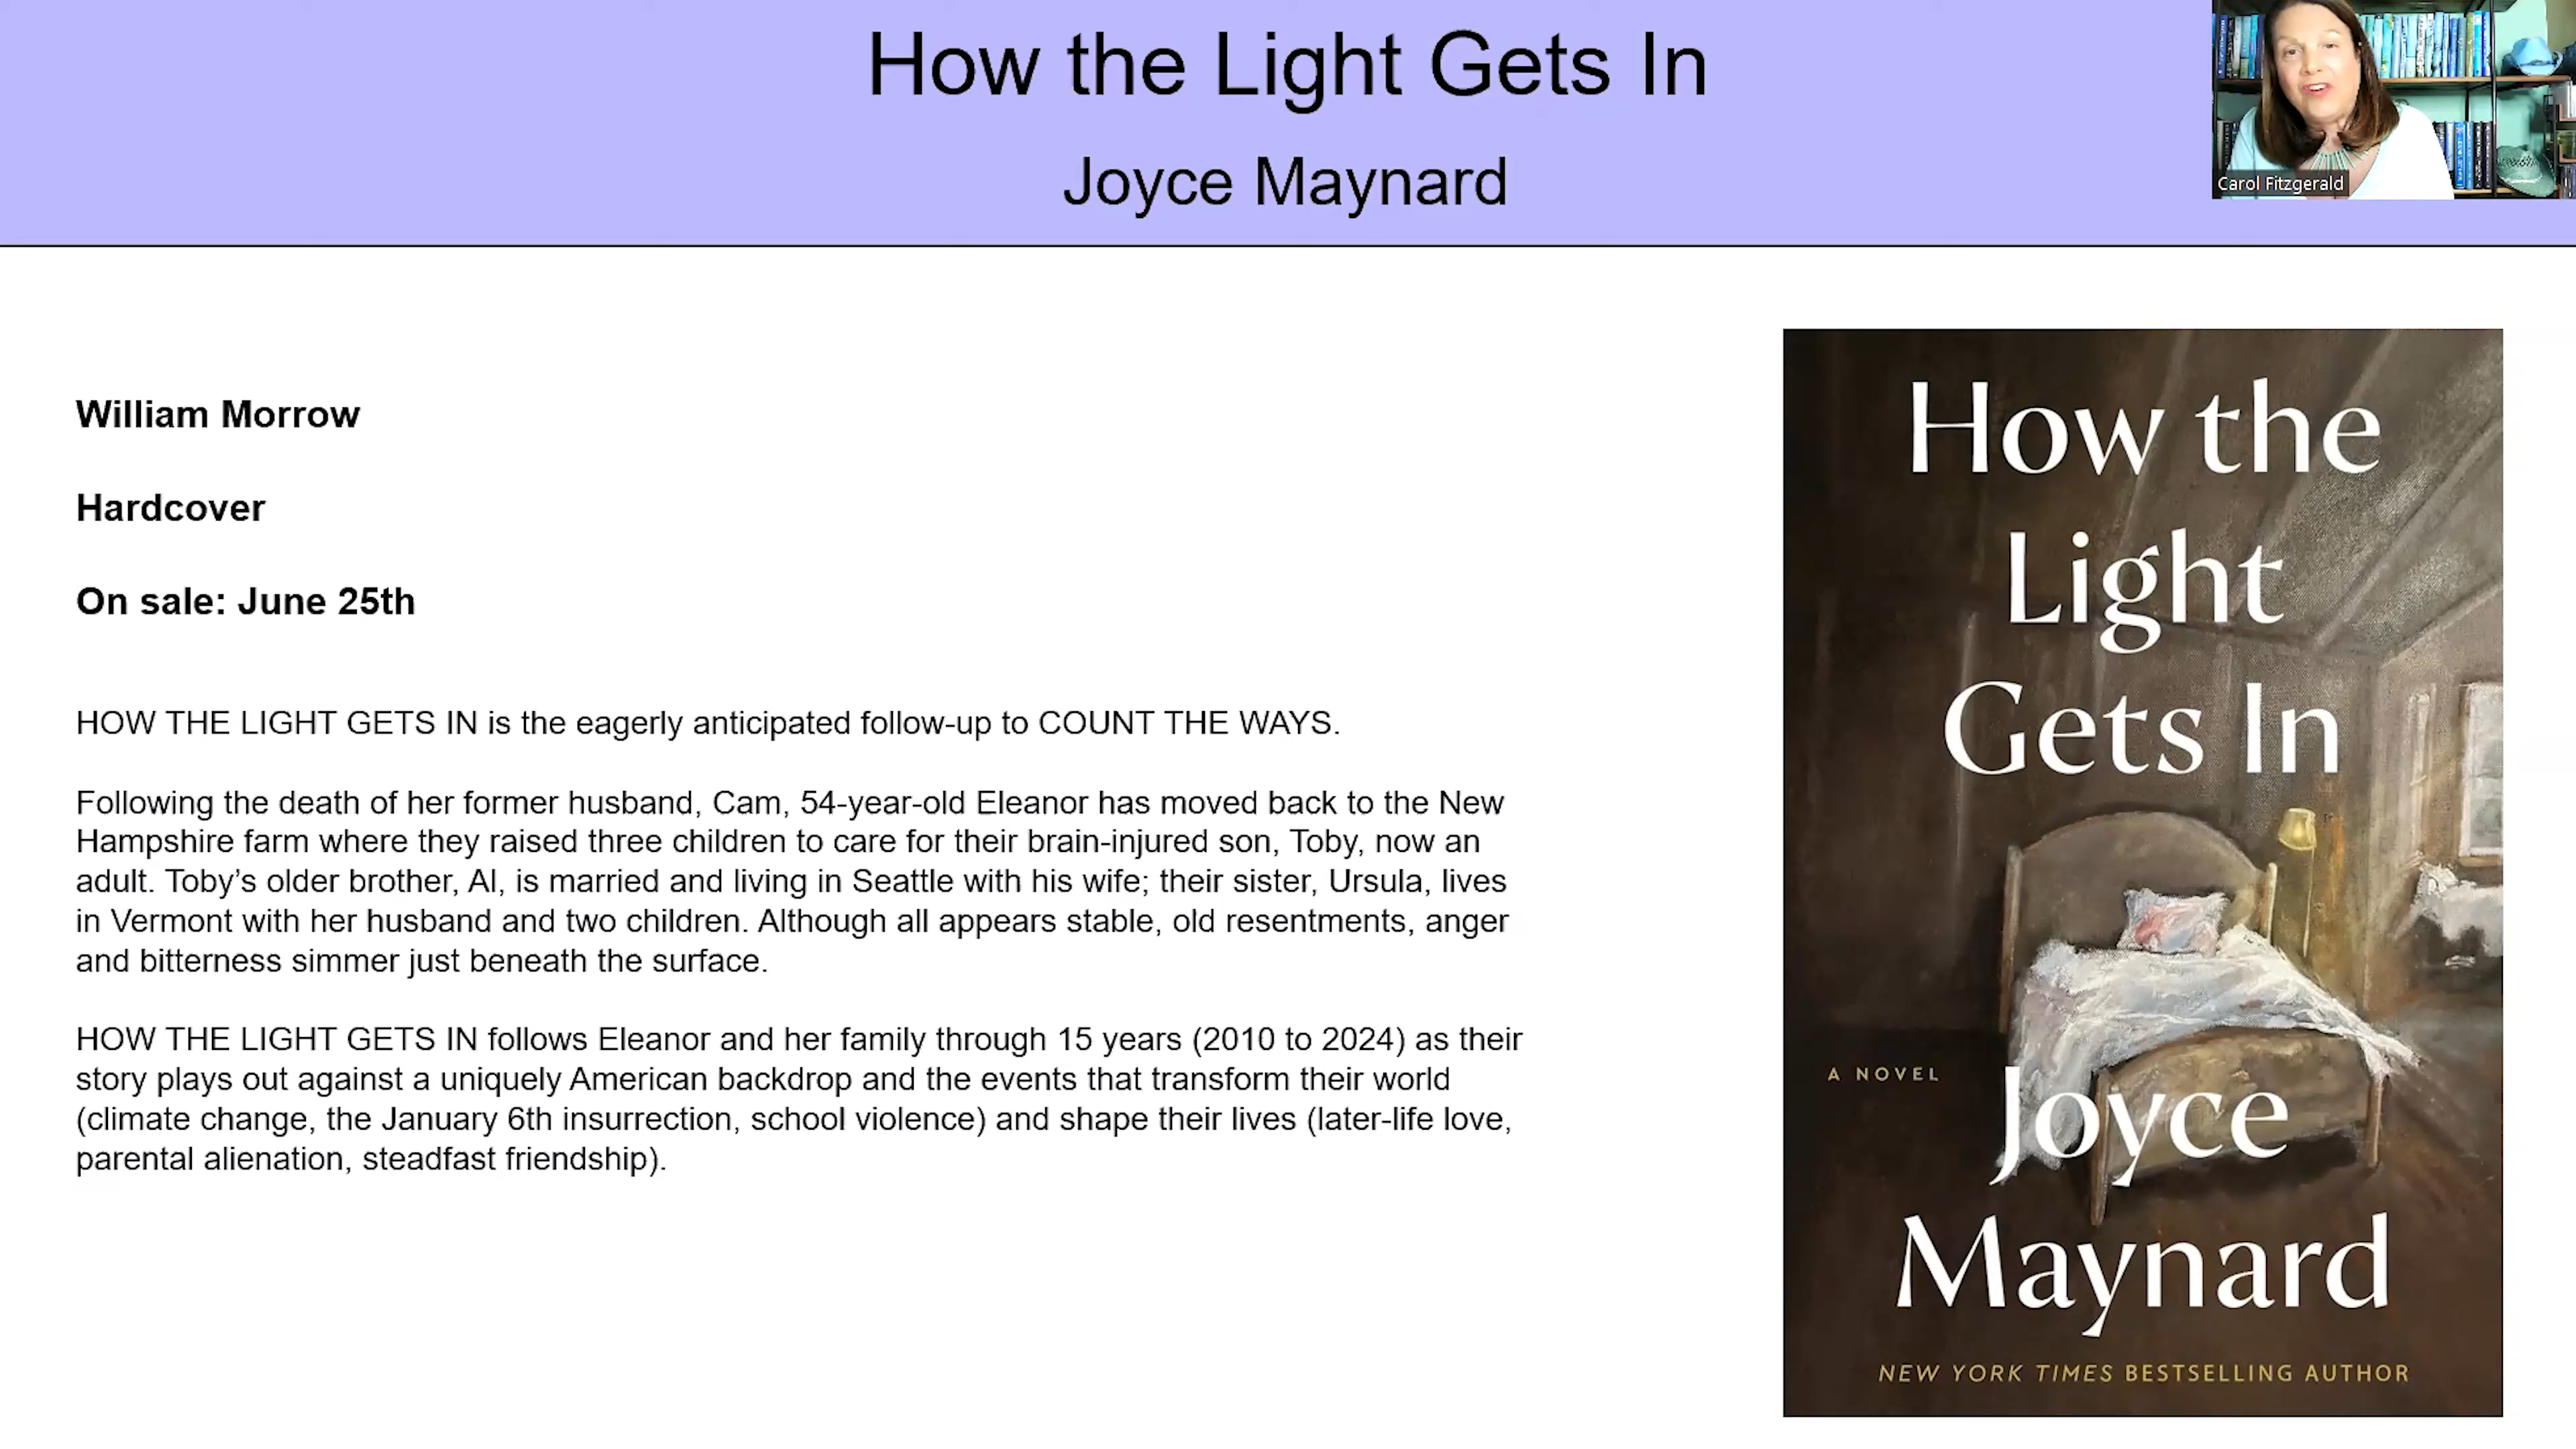 How the Light Gets In
Joyce Maynard
Carol Fitzgerald
William Morrow
Hardcover
On sale: June 25th
HOW THE LIGHT GETS IN is the eagerly anticipated follow-up to COUNT THE WAYS.
Following the death of her former husband, Cam, 54-year-old Eleanor has moved back to the New
Hampshire farm where they raised three children to care for their brain-injured son, Toby, now an
adult. Toby’s older brother, Al, is married and living in Seattle with his wife; their sister, Ursula, lives
in Vermont with her husband and two children. Although all appears stable, old resentments, anger
and bitterness simmer just beneath the surface.
HOW THE LIGHT GETS IN follows Eleanor and her family through 15 years (2010 to 2024) as their
story plays out against a uniquely American backdrop and the events that transform their world
(climate change, the January 6th insurrection, school violence) and shape their lives (later-life love,
parental alienation, steadfast friendship).
How the
Light
Gets In
A NOVEL
Joyce
Maynard
NEW YORK TIMES BESTSELLING AUTHOR